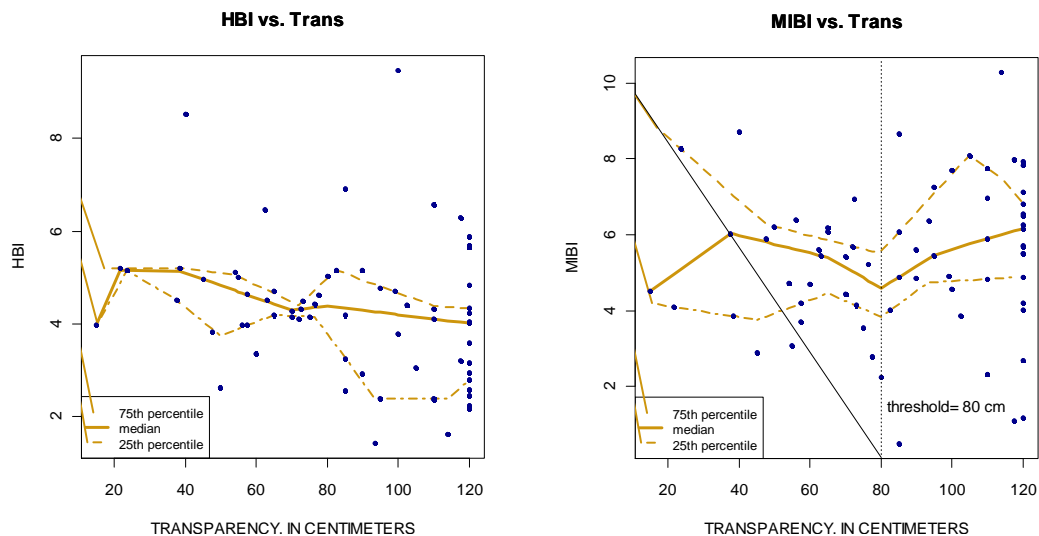 HBI vs. Trans
8
6
4
2
HBI
75th percentile
median
25th percentile
20 40 60 80 100 120
TRANSPARENCY, IN CENTIMETERS
MIBI vs. Trans
10
8
6
4
2
MIBI
threshold= 80 cm
75th percentile
median
25th percentile
20 40 60 80 100 120
TRANSPARENCY, IN CENTIMETERS